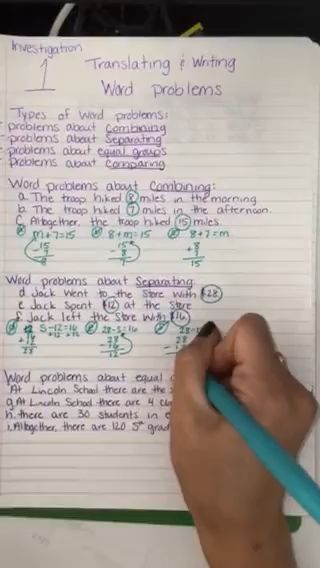 Investigation
1 Translating & Writing
Word problems
Types of Word problems:
- problems about Combining
- problems about Separating
- problems about equal groups
- problems about Comparing
Word problems about Combining:
a. The troop hiked 8 miles in the morning
b. The troop hiked 7 miles in the afternoon.
c. Altogether, the troop hiked 15 miles.
m+7=15 8+m=15 8+7=m
15 15 8
-7 -8 +7
8 7 15
Word problems about Separating
d. Jack went to the Store with $28
e. Jack spent $12 at the Store
f. Jack left the Store with $16
S-12=16 28-S=16 28-
+12 +12 28
28 12
Word problems about equal
At Lincoln School there are the
g. At Lincoln School there are 4
h. there are 30 students in
i. Altogether, there are 120 5th grad